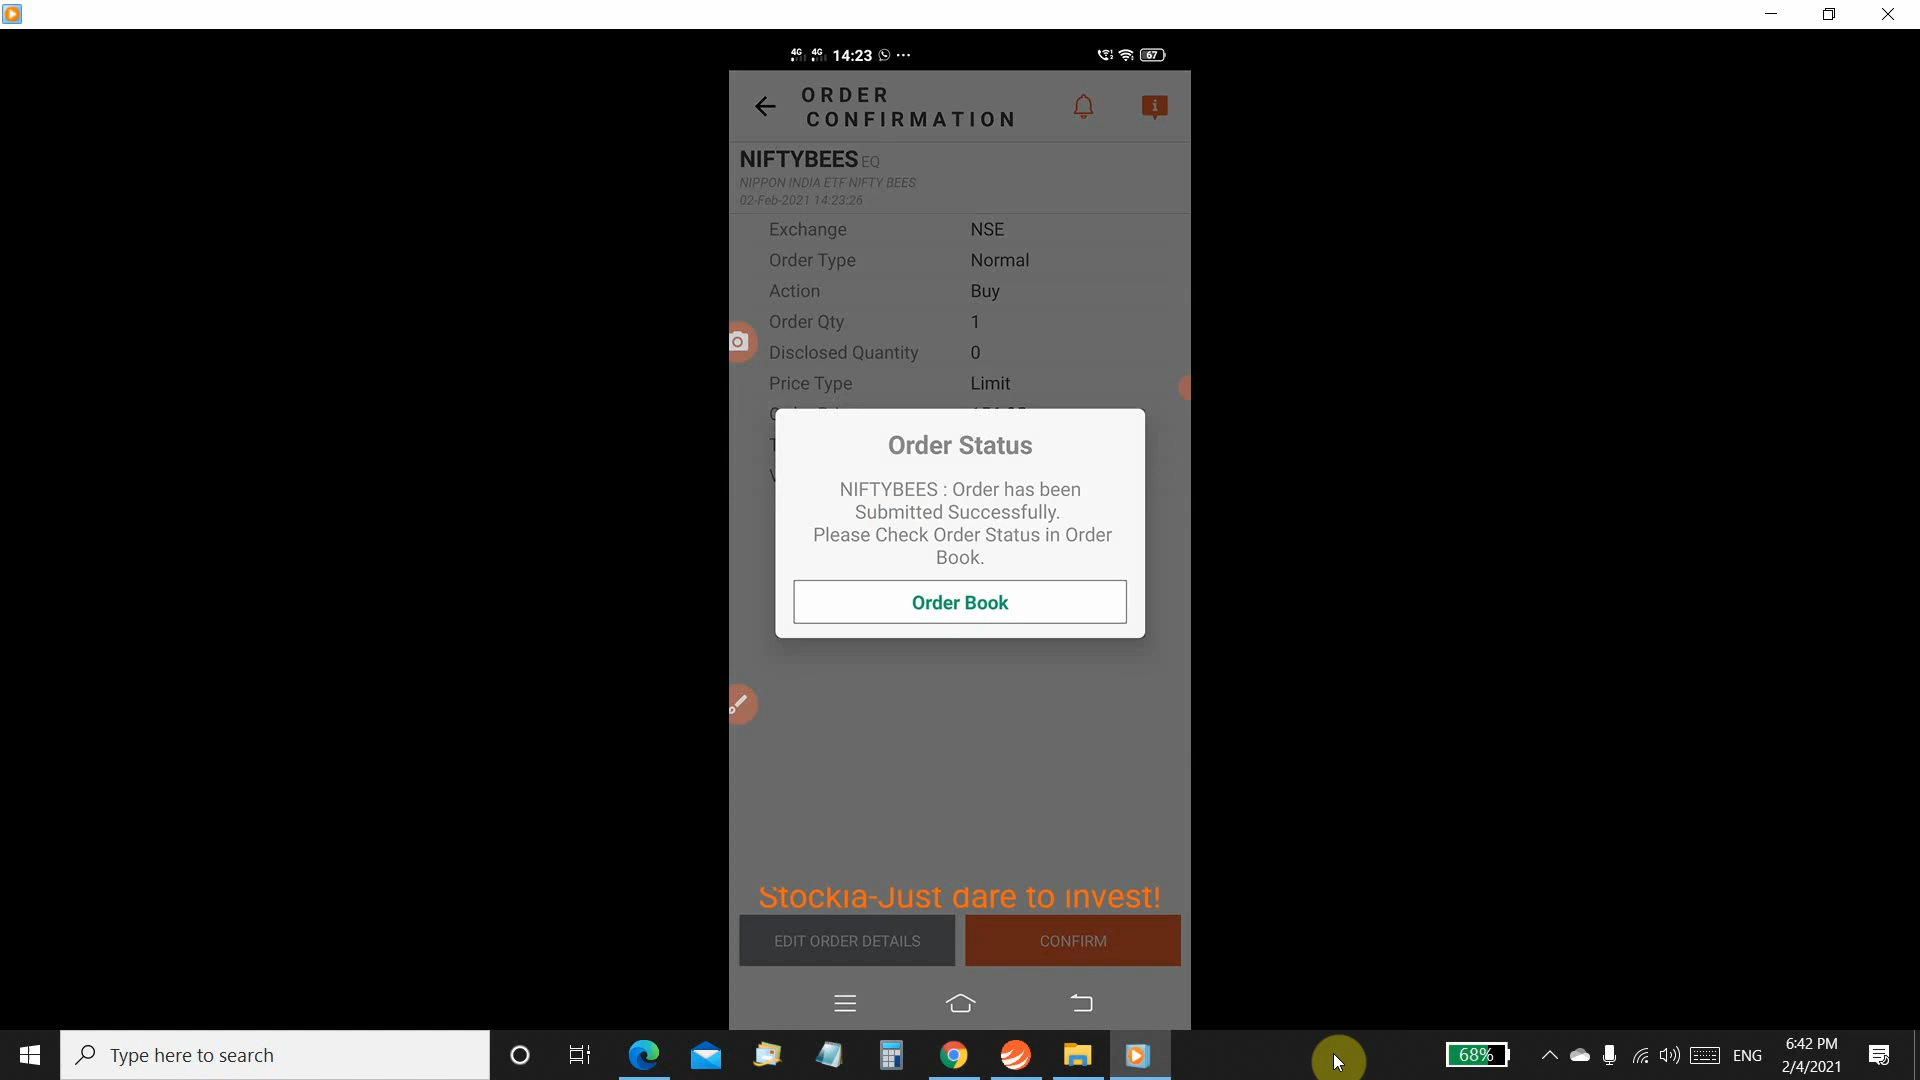 4G 4G 14:23
67
ORDER
CONFIRMATION
NIFTYBEES EQ
NIPPON INDIA ETF NIFTY BEES
02-Feb-2021 14:23:26
Exchange NSE
Order Type Normal
Action Buy
Order Qty 1
Disclosed Quantity 0
Price Type Limit
Order Status
NIFTYBEES : Order has been
Submitted Successfully.
Please Check Order Status in Order
Book.
Order Book
Stockia-Just dare to invest!
EDIT ORDER DETAILS CONFIRM
Type here to search
68%
ENG
6:42 PM
2/4/2021